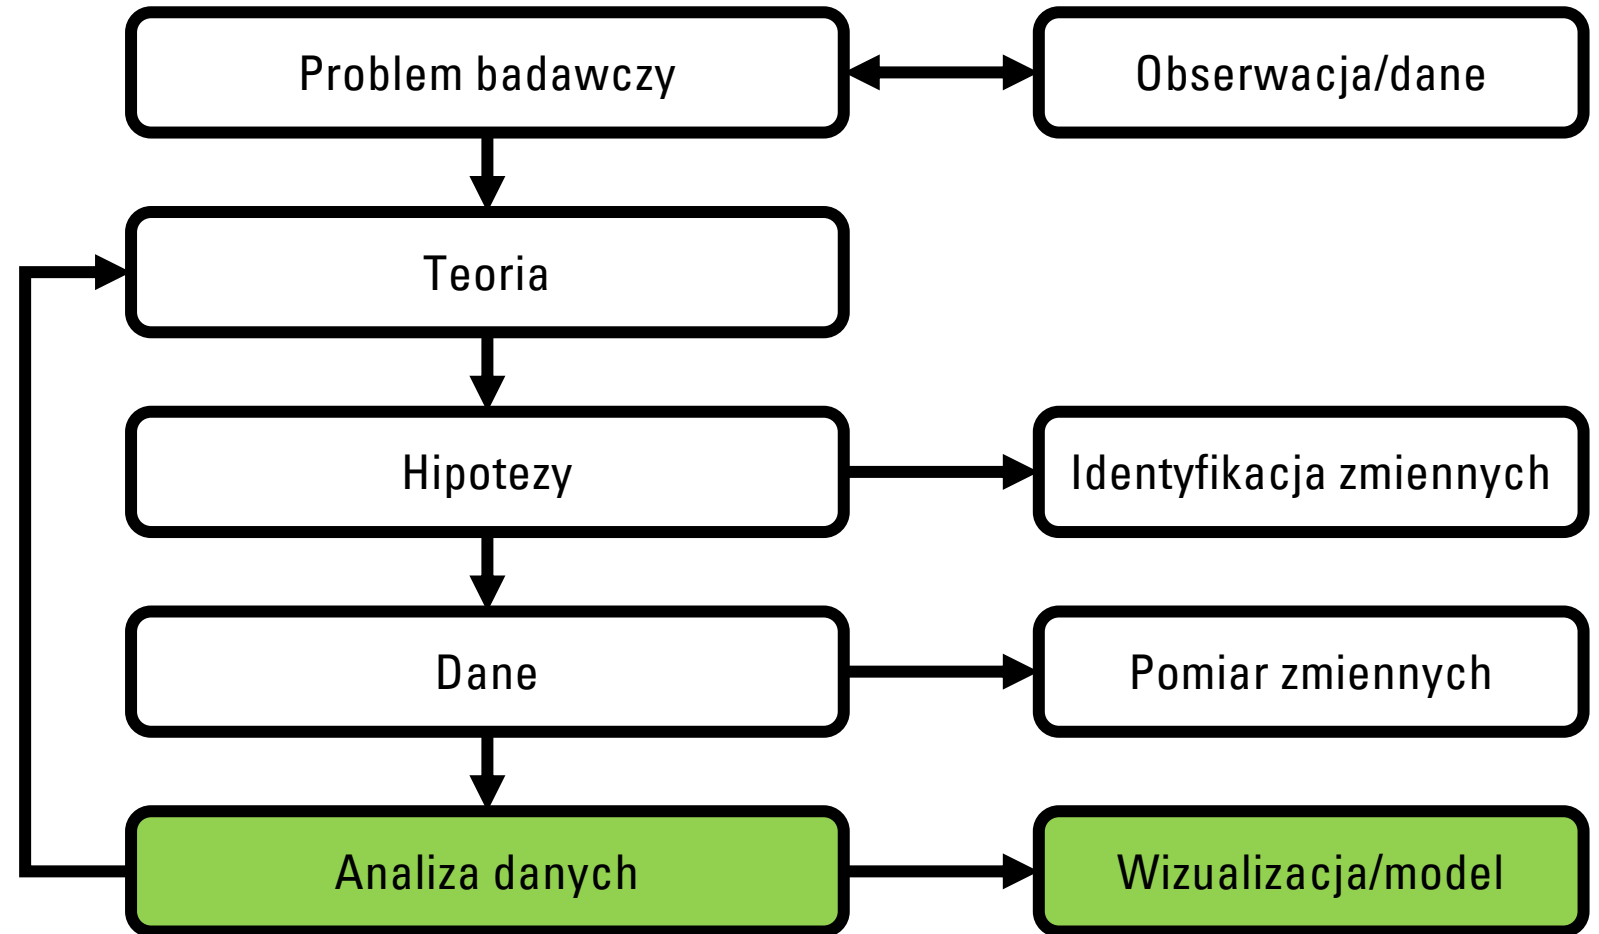 Problem badawczy
Obserwacja/dane
Teoria
Hipotezy
Identyfikacja zmiennych
Dane
Pomiar zmiennych
Analiza danych
Wizualizacja/model